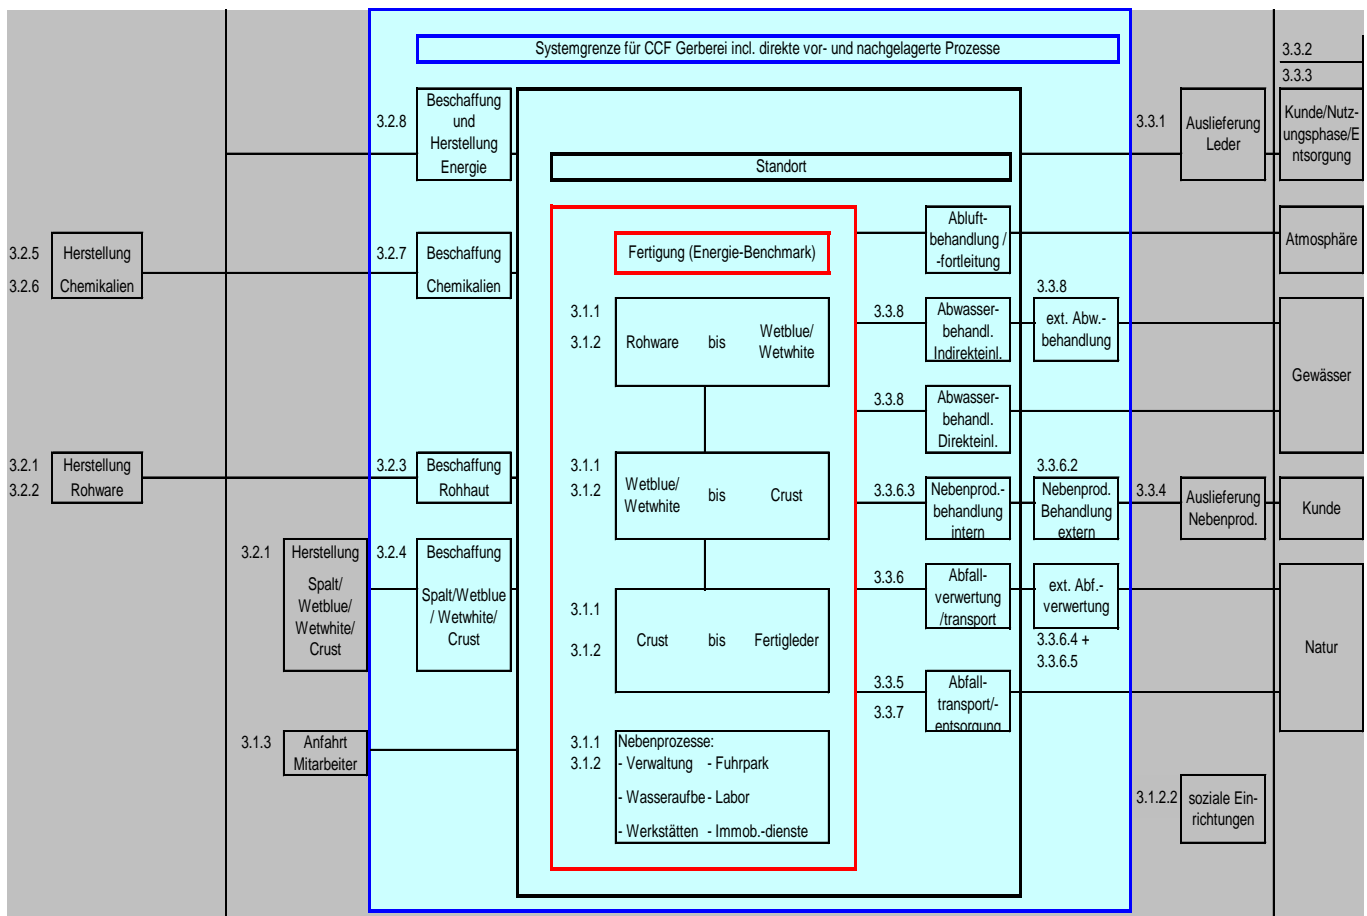 Systemgrenze für CCF Gerberei incl. direkte vor- und nachgelagerte Prozesse
3.3.2
3.3.3
3.2.8
Beschaffung
und
Herstellung
Energie
3.3.1
Auslieferung
Leder
Kunde/Nutz-
ungsphase/E
ntsorgung
Standort
3.2.5
3.2.6
Herstellung
Chemikalien
3.2.7
Beschaffung
Chemikalien
Fertigung (Energie-Benchmark)
Abluft-
behandlung /
-fortleitung
Atmosphäre
3.1.1
3.1.2
Rohware bis Wetblue/
Wetwhite
3.3.8
Abwasser-
behandl.
Indirekteinl.
3.3.8
ext. Abw.-
behandlung
Gewässer
3.3.8
Abwasser-
behandl.
Direkteinl.
3.2.1
3.2.2
Herstellung
Rohware
3.2.3
Beschaffung
Rohhaut
3.1.1
3.1.2
Wetblue/
Wetwhite
bis Crust
3.3.6.3
Nebenprod.-
behandlung
intern
3.3.6.2
Nebenprod.
Behandlung
extern
3.3.4
Auslieferung
Nebenprod.
Kunde
3.2.1
Herstellung
Spalt/
Wetblue/
Wetwhite/
Crust
3.2.4
Beschaffung
Spalt/Wetblue
/ Wetwhite/
Crust
3.1.1
3.1.2
Crust bis Fertigleder
3.3.6
Abfall-
verwertung
/transport
ext. Abf.-
verwertung
3.3.6.4 +
3.3.6.5
Natur
3.3.5
3.3.7
Abfall-
transport/-
entsorgung
3.1.3
Anfahrt
Mitarbeiter
3.1.1
3.1.2
Nebenprozesse:
- Verwaltung - Fuhrpark
- Wasseraufbe - Labor
- Werkstätten - Immob.-dienste
3.1.2.2
soziale Ein-
richtungen